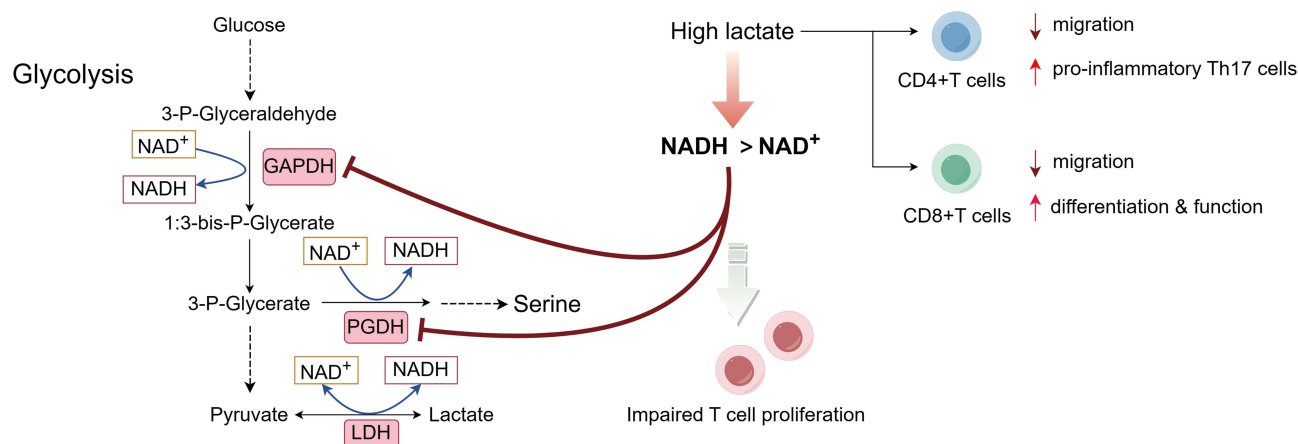 Glucose
Glycolysis
3-P-Glyceraldehyde
NAD⁺
GAPDH
NADH
1:3-bis-P-Glycerate
NAD⁺
NADH
3-P-Glycerate
Serine
PGDH
NAD⁺
NADH
Pyruvate
Lactate
LDH
High lactate
NADH > NAD⁺
Impaired T cell proliferation
CD4+T cells
migration
pro-inflammatory Th17 cells
CD8+T cells
migration
differentiation & function